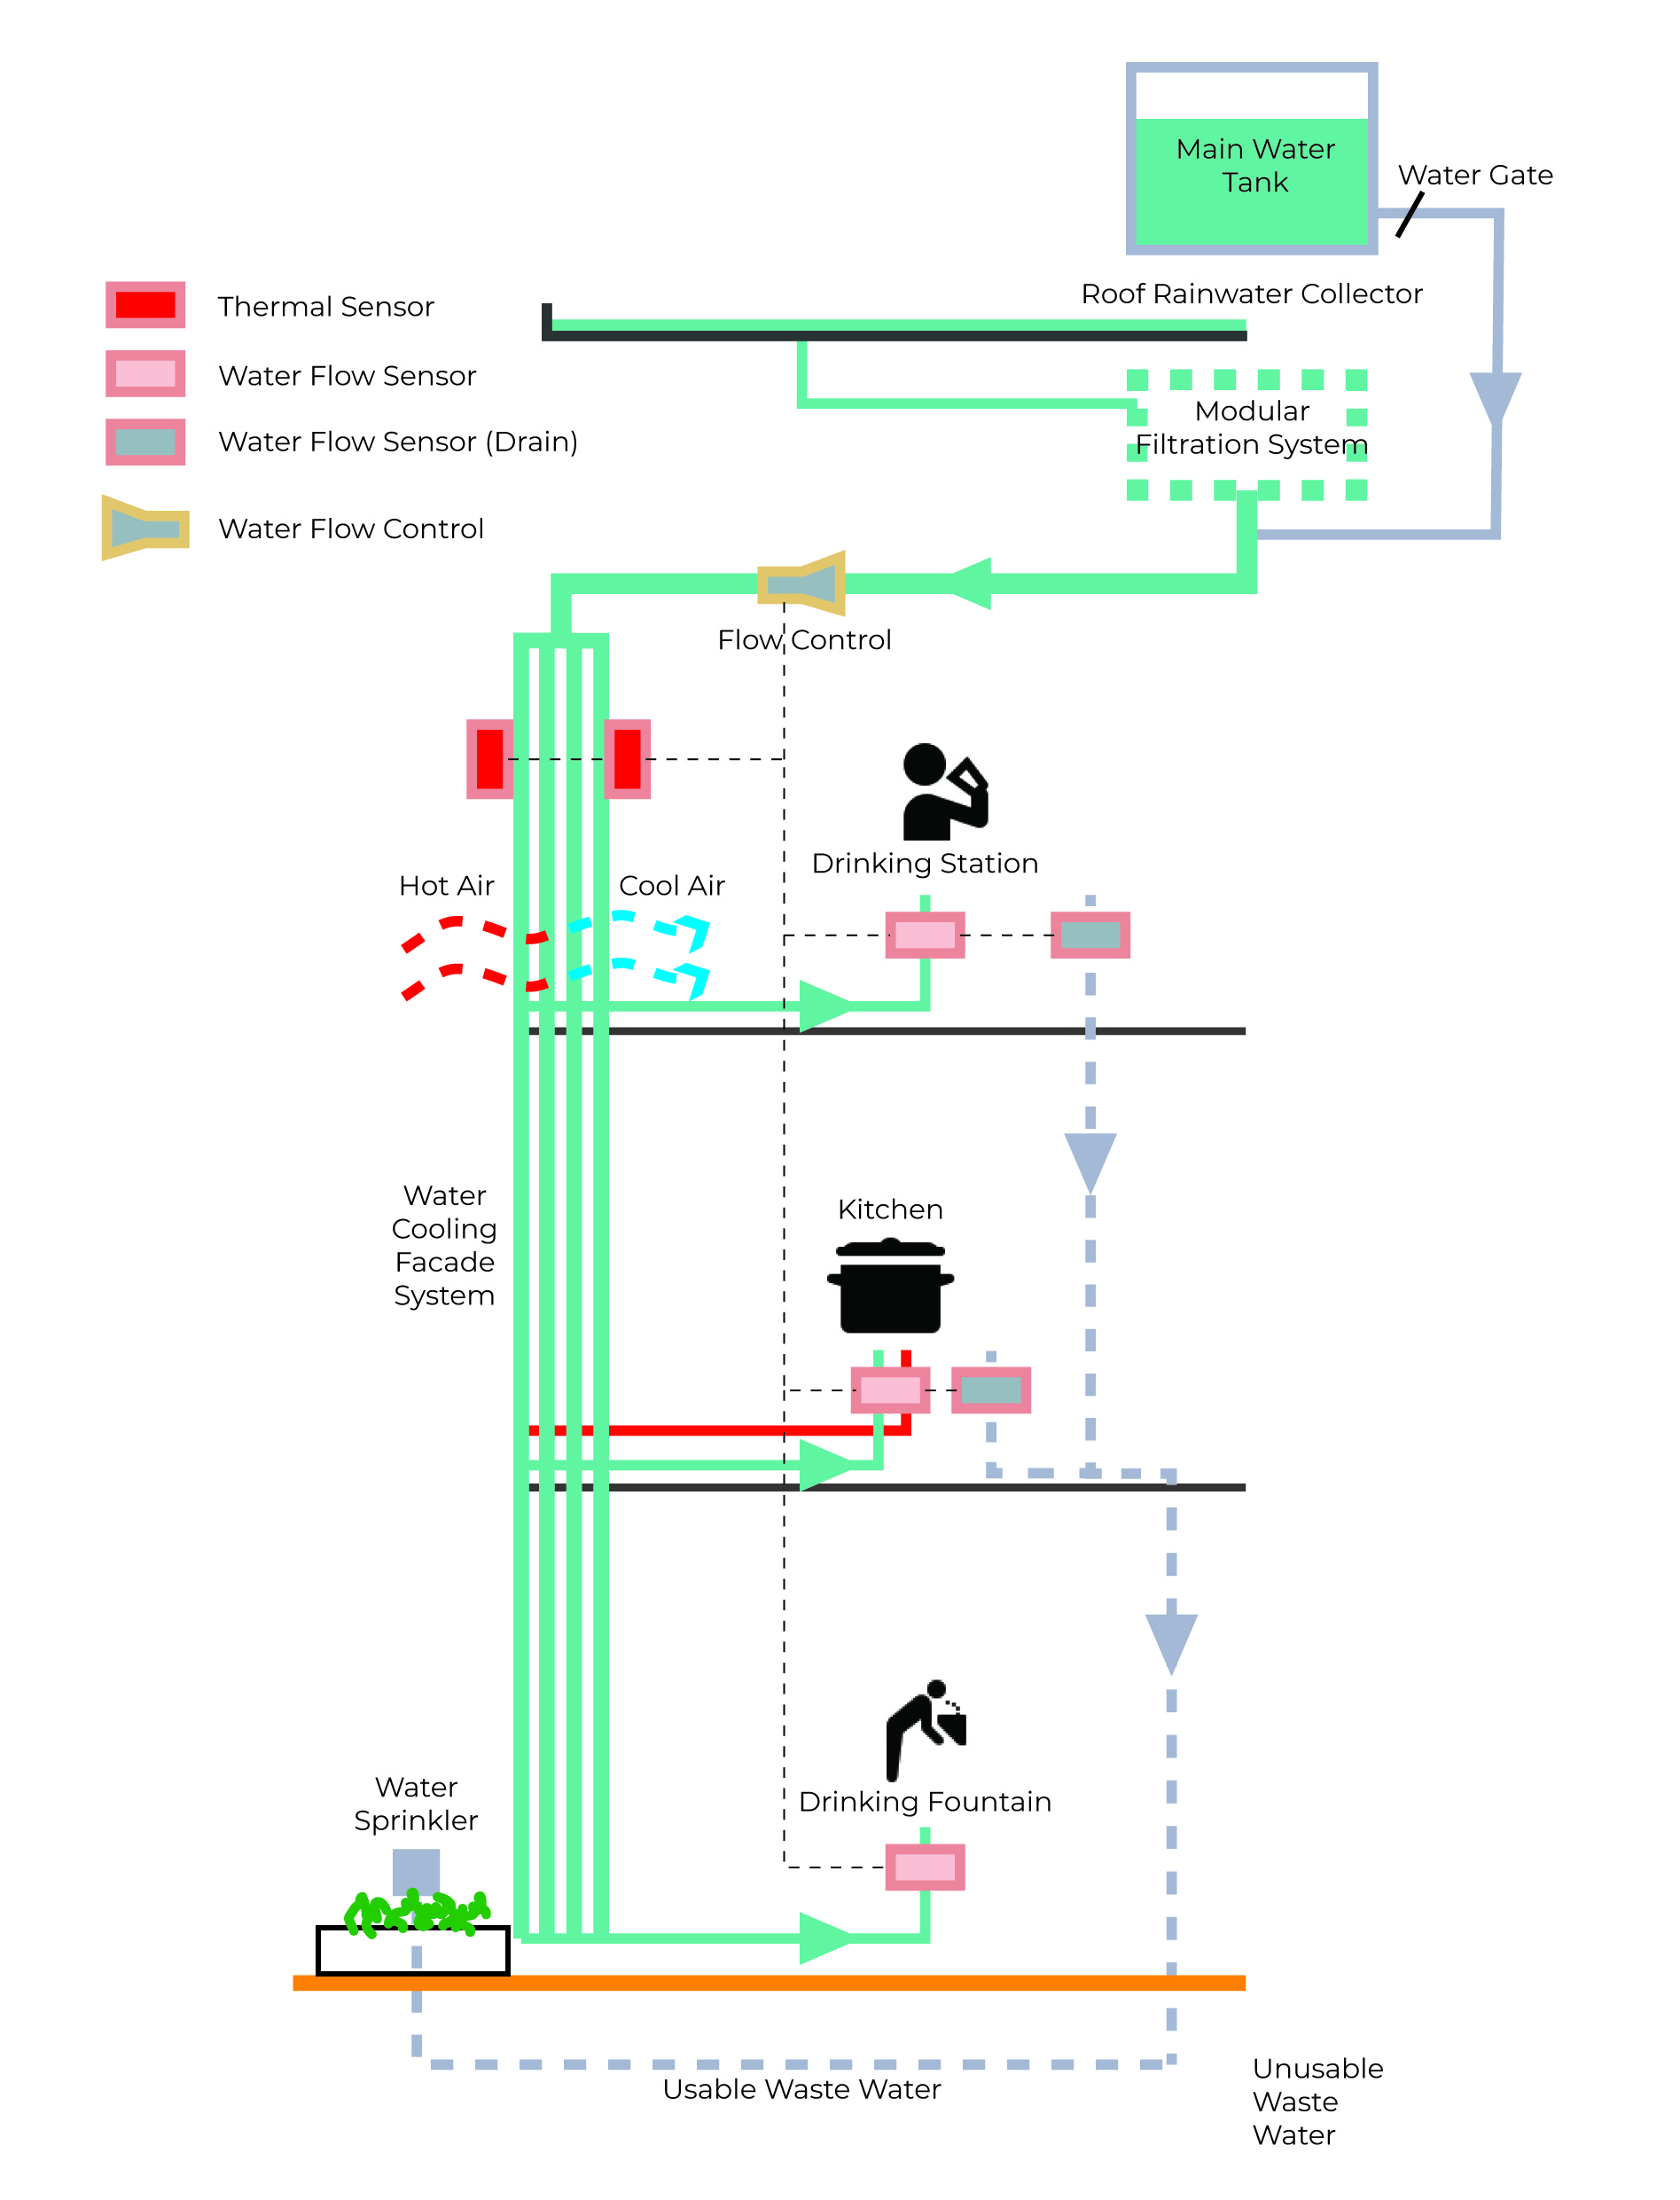 Main Water
Tank
Water Gate
Roof Rainwater Collector
Thermal Sensor
Water Flow Sensor
Water Flow Sensor (Drain)
Water Flow Control
Modular
Filtration System
Flow Control
Drinking Station
Hot Air
Cool Air
Water
Cooling
Facade
System
Kitchen
Drinking Fountain
Water
Sprinkler
Usable Waste Water
Unusable
Waste
Water